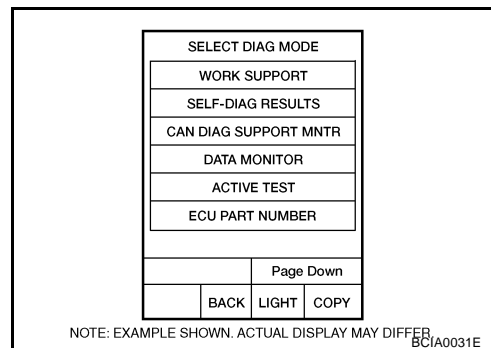 SELECT DIAG MODE
WORK SUPPORT
SELF-DIAG RESULTS
CAN DIAG SUPPORT MNTR
DATA MONITOR
ACTIVE TEST
ECU PART NUMBER
Page Down
BACK LIGHT COPY
NOTE: EXAMPLE SHOWN. ACTUAL DISPLAY MAY DIFFER.
BCIA0031E